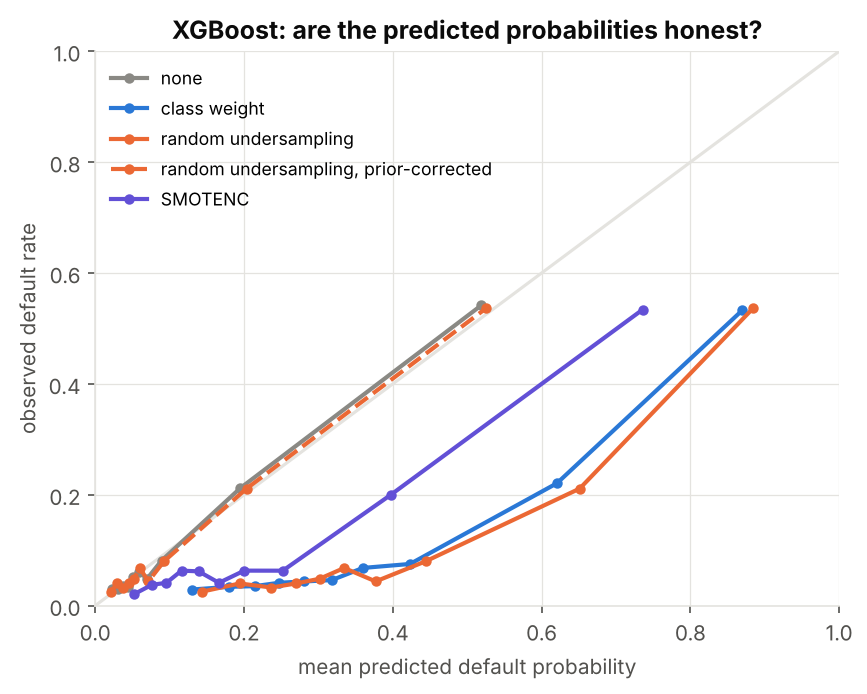 XGBoost: are the predicted probabilities honest?
1.0
0.8
0.6
0.4
0.2
0.0
observed default rate
none
class weight
random undersampling
random undersampling, prior-corrected
SMOTENC
0.0 0.2 0.4 0.6 0.8 1.0
mean predicted default probability